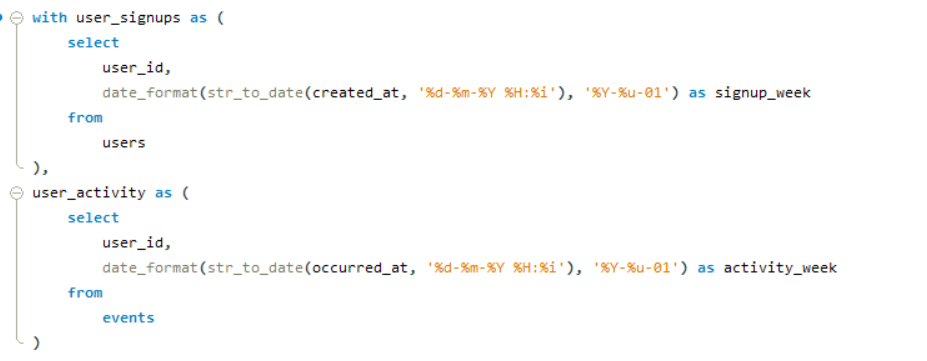 with user_signups as (
select
user_id,
date_format(str_to_date(created_at, '%d-%m-%Y %H:%i'), '%Y-%u-01') as signup_week
from
users
),
user_activity as (
select
user_id,
date_format(str_to_date(occurred_at, '%d-%m-%Y %H:%i'), '%Y-%u-01') as activity_week
from
events
)